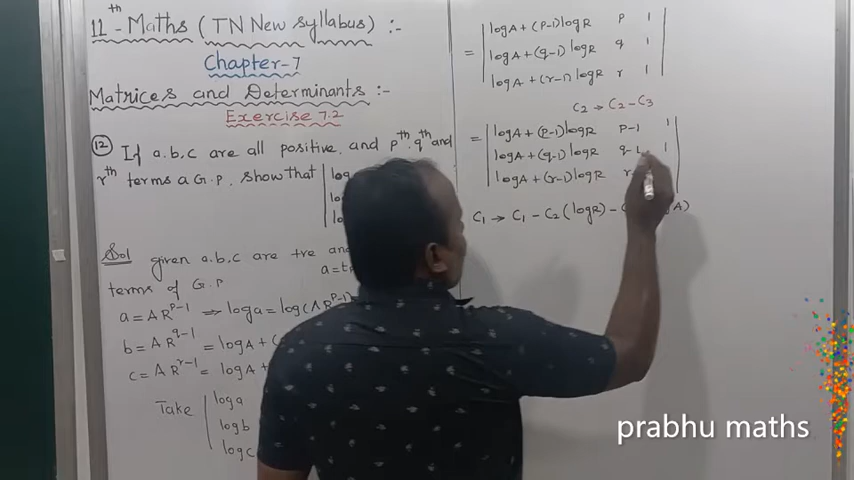 11th - Maths (TN New syllabus) :-
Chapter-7
Matrices and Determinants :-
Exercise 7.2
12 If a.b.c are all positive, and pth. qth and
rth terms a G.P, show that | log
Sol given a.b.c are +ve and
terms of G.P
a = AR^p-1 ⇒ log a = log(AR^p-1
b = AR^q-1 = log A + (
c = AR^r-1 = log A +
Take | log a
log b
log c
= | log A + (P-1) log R P 1 |
| log A + (q-1) log R q 1 |
| log A + (r-1) log R r 1 |
C2 → C2 - C3
= | log A + (p-1) log R p-1 1 |
| log A + (q-1) log R q-1 1 |
| log A + (r-1) log R
C1 → C1 - C2 (log R) - A)
prabhu maths